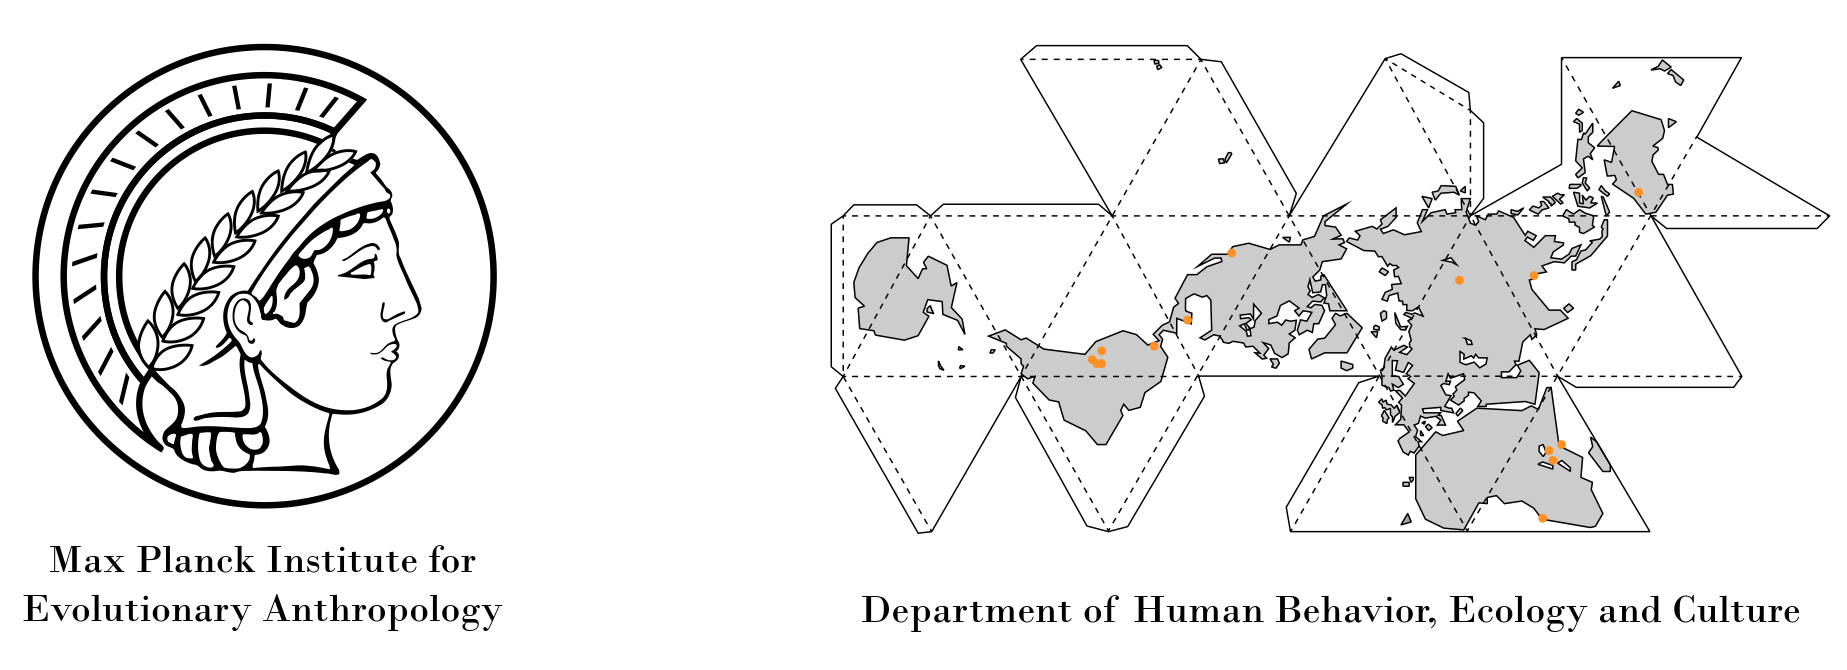 Max Planck Institute for
Evolutionary Anthropology
Department of Human Behavior, Ecology and Culture